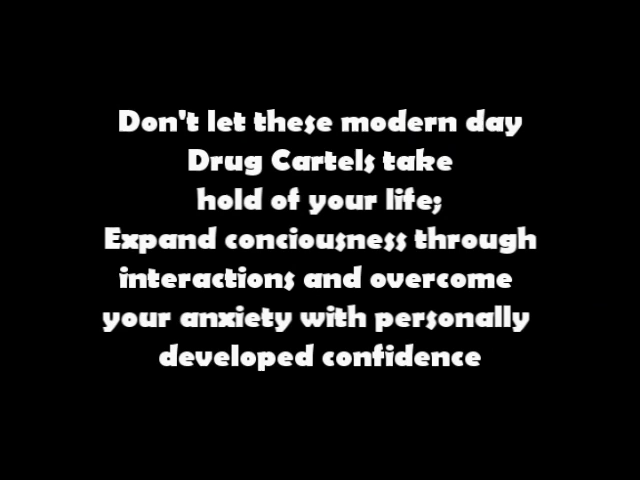 Don't let these modern day
Drug Cartels take
hold of your life;
Expand conciousness through
interactions and overcome
your anxiety with personally
developed confidence